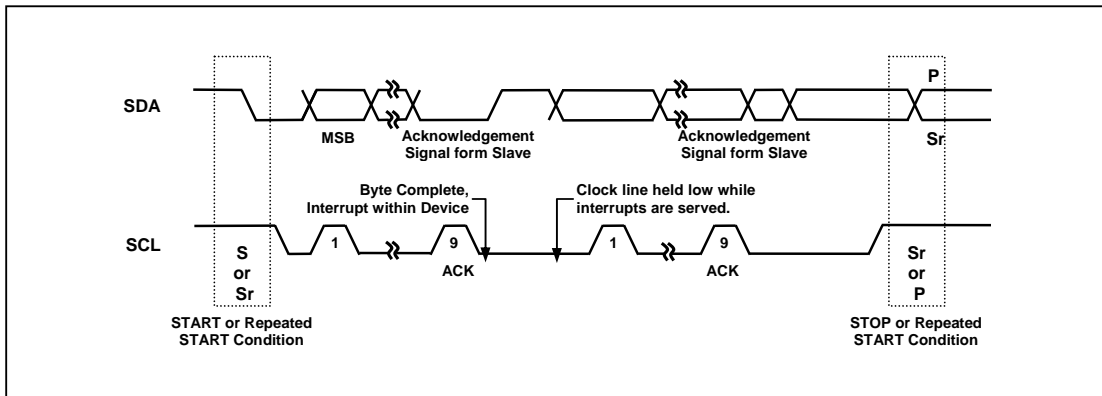 P
SDA
MSB
Acknowledgement
Signal form Slave
Acknowledgement
Signal form Slave
Sr
Byte Complete,
Interrupt within Device
Clock line held low while
interrupts are served.
SCL
S
or
Sr
1
9
ACK
1
9
ACK
Sr
or
P
START or Repeated
START Condition
STOP or Repeated
START Condition